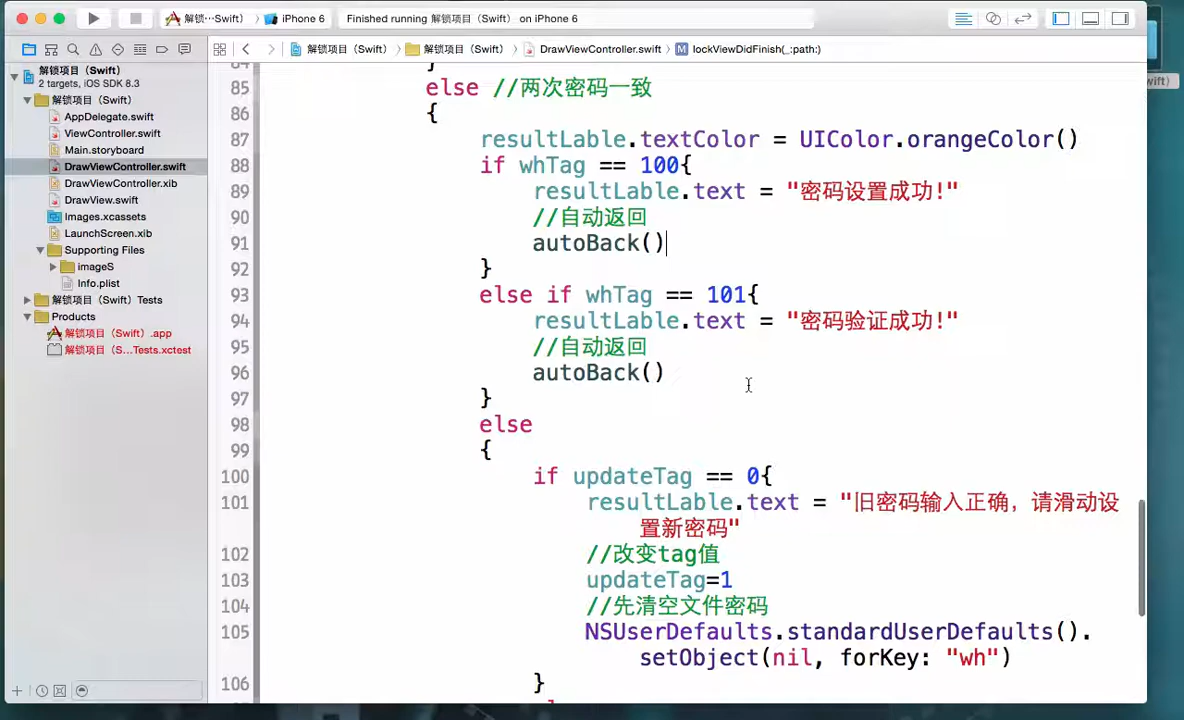 解锁…Swift)
iPhone 6
Finished running 解锁项目 (Swift) on iPhone 6
解锁项目 (Swift)
解锁项目 (Swift)
DrawViewController.swift
M
lockViewDidFinish(_:path:)
解锁项目 (Swift)
2 targets, iOS SDK 8.3
解锁项目 (Swift)
AppDelegate.swift
ViewController.swift
Main.storyboard
DrawViewController.swift
DrawViewController.xib
DrawView.swift
Images.xcassets
LaunchScreen.xib
Supporting Files
imageS
Info.plist
解锁项目 (Swift) Tests
Products
解锁项目 (Swift) .app
解锁项目 (S...Tests.xctest
84 }
85 else //两次密码一致
86 {
87 resultLable.textColor = UIColor.orangeColor()
88 if whTag == 100{
89 resultLable.text = "密码设置成功!"
90 //自动返回
91 autoBack()
92 }
93 else if whTag == 101{
94 resultLable.text = "密码验证成功!"
95 //自动返回
96 autoBack()
97 }
98 else
99 {
100 if updateTag == 0{
101 resultLable.text = "旧密码输入正确，请滑动设
置新密码"
102 //改变tag值
103 updateTag=1
104 //先清空文件密码
105 NSUserDefaults.standardUserDefaults().
setObject(nil, forKey: "wh")
106 }
wift)